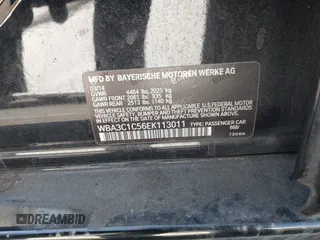 MFD BY BAYERISCHE MOTOREN WERKE AG
03/14
GVWR 4464 lbs 2025 kg
GAWR FRONT 2061 lbs 935 kg
GAWR REAR 2513 lbs 1140 kg
THIS VEHICLE CONFORMS TO ALL APPLICABLE U.S. FEDERAL MOTOR
VEHICLE SAFETY, BUMPER, AND THEFT PREVENTION STANDARDS
IN EFFECT ON THE DATE OF MANUFACTURE SHOWN ABOVE.
WBA3C1C56EK113011 TYPE: PASSENGER CAR
DREAMBID